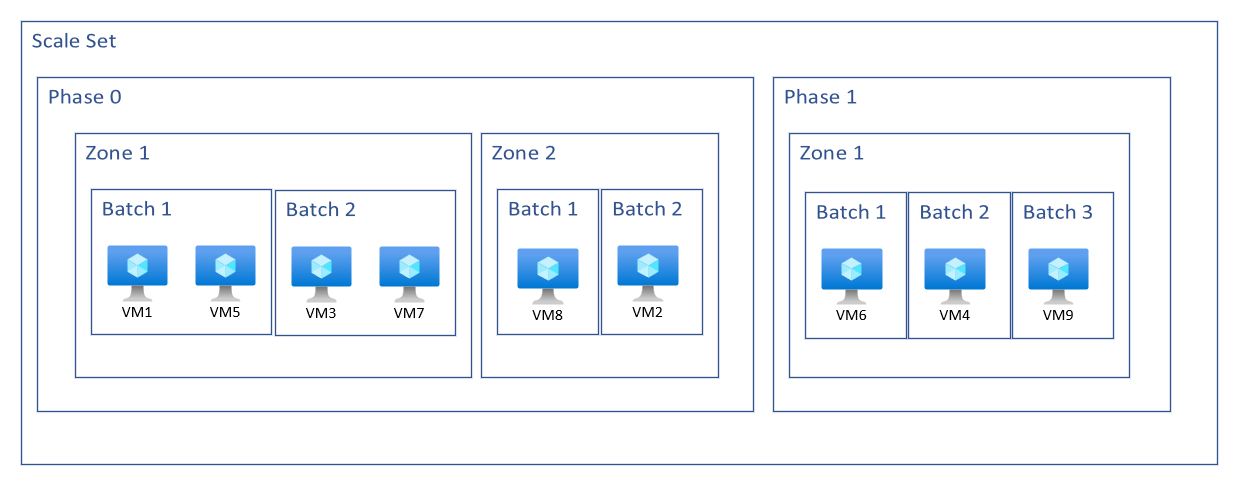 Scale Set
Phase 0
Phase 1
Zone 1
Zone 2
Zone 1
Batch 1
Batch 2
Batch 1
Batch 2
Batch 1
Batch 2
Batch 3
VM1
VM5
VM3
VM7
VM8
VM2
VM6
VM4
VM9